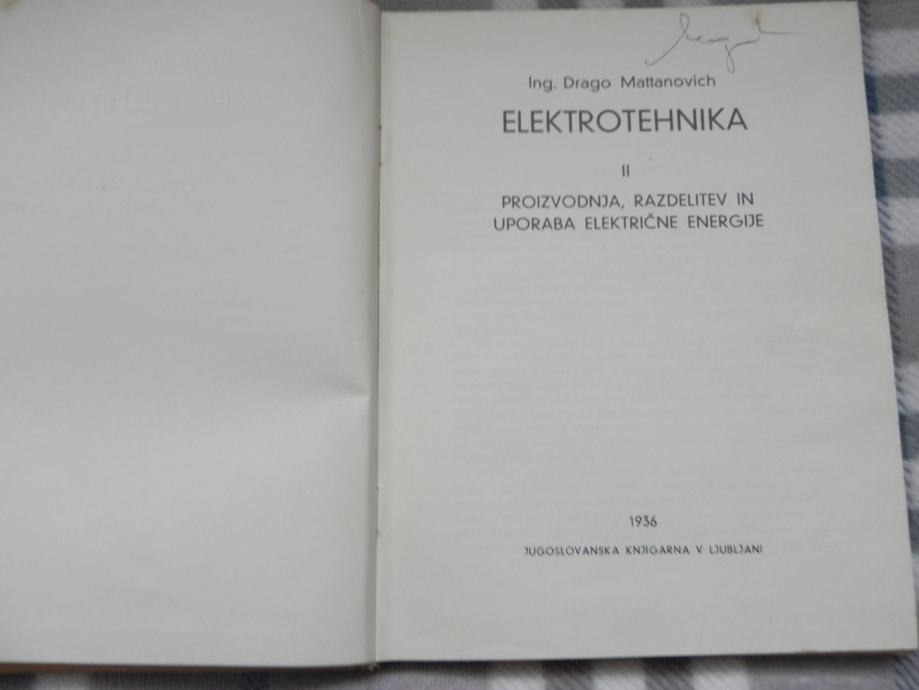 Ing. Drago Mattanovich
ELEKTROTEHNIKA
II
PROIZVODNJA, RAZDELITEV IN
UPORABA ELEKTRIČNE ENERGIJE
1936
JUGOSLOVANSKA KNJIGARNA V LJUBLJANI